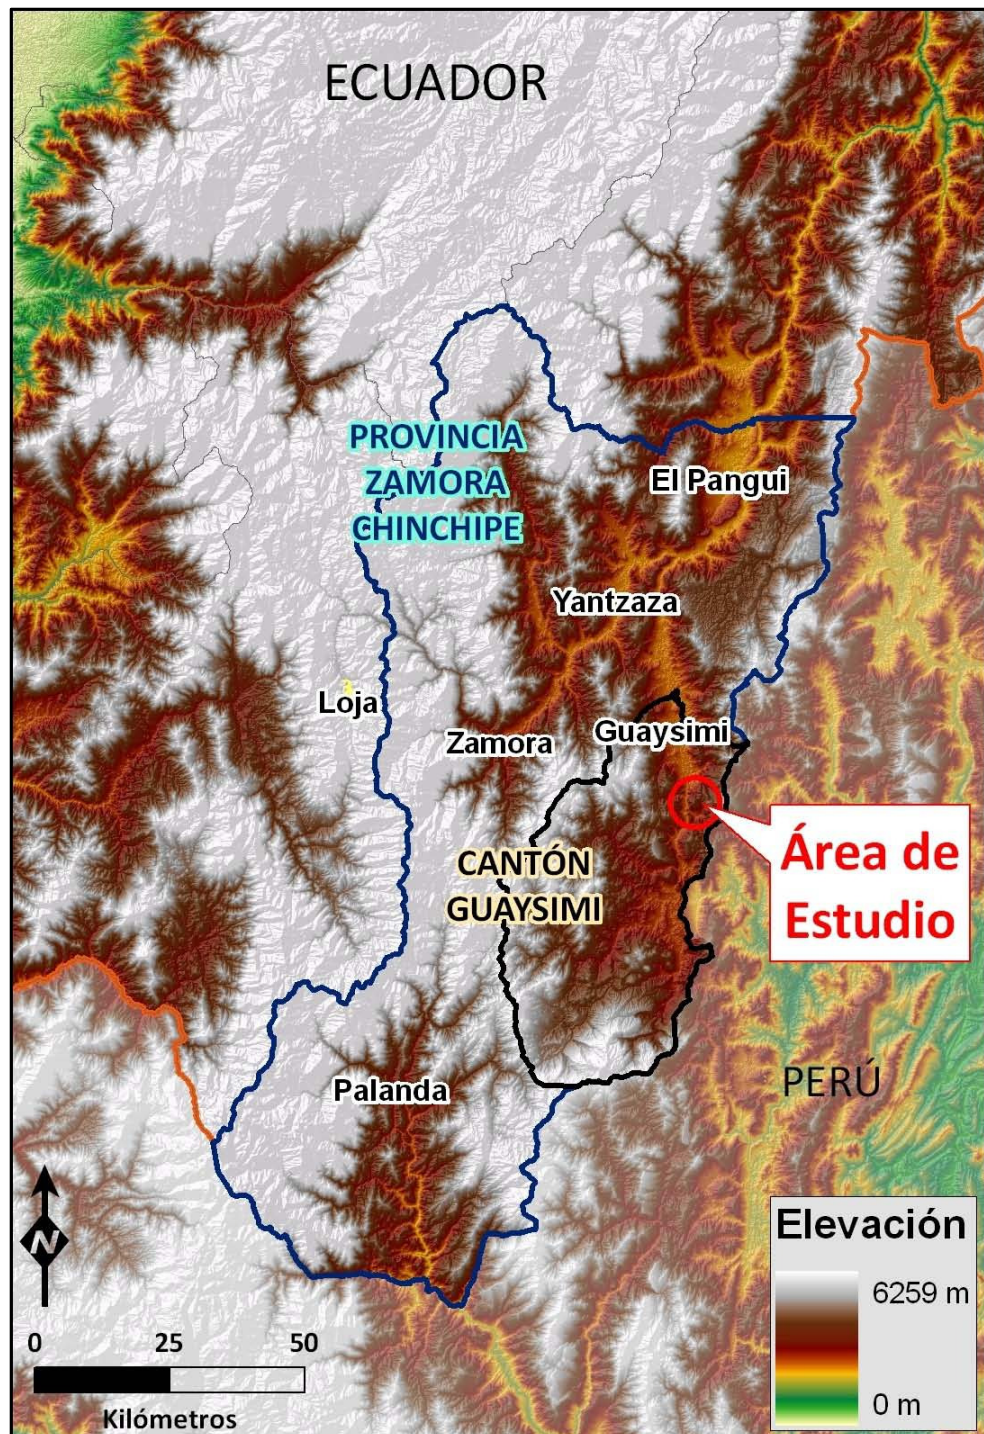 ECUADOR
PROVINCIA
ZAMORA
CHINCHIPE
El Pangui
Yantzaza
Loja
Zamora
Guaysimi
Área de
Estudio
CANTÓN
GUAYSIMI
PERÚ
Palanda
N
0 25 50
Kilómetros
Elevación
6259 m
0 m